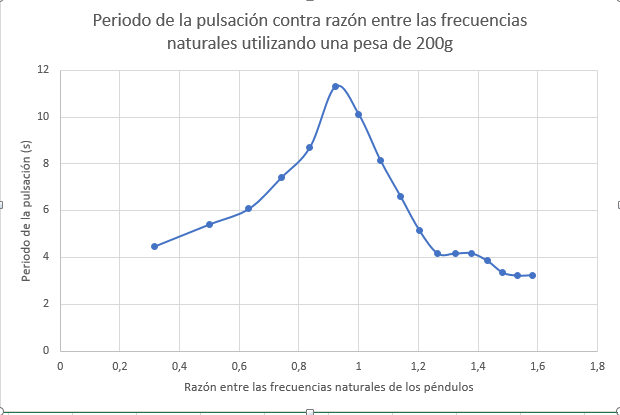 Periodo de la pulsación contra razón entre las frecuencias
naturales utilizando una pesa de 200g
12
10
8
6
4
2
0
Periodo de la pulsación (s)
0 0,2 0,4 0,6 0,8 1 1,2 1,4 1,6 1,8
Razón entre las frecuencias naturales de los péndulos